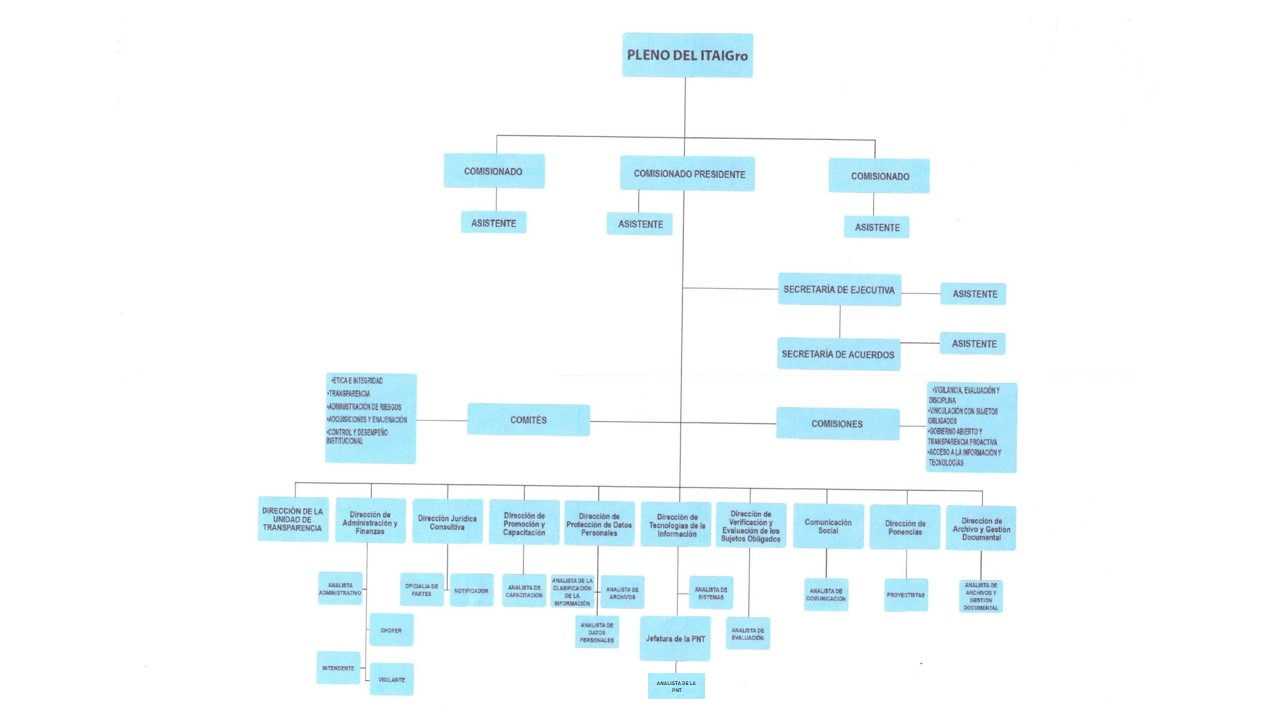 PLENO DEL ITAIGro
COMISIONADO
COMISIONADO PRESIDENTE
COMISIONADO
ASISTENTE
ASISTENTE
ASISTENTE
SECRETARÍA DE EJECUTIVA
ASISTENTE
SECRETARÍA DE ACUERDOS
ASISTENTE
•ÉTICA E INTEGRIDAD
•TRANSPARENCIA
•ADMINISTRACIÓN DE RIESGOS
•ADQUISICIONES Y ENAJENACIÓN
•CONTROL Y DESEMPEÑO
INSTITUCIONAL
COMITÉS
COMISIONES
•VIGILANCIA, EVALUACIÓN Y
DISCIPLINA
•VINCULACIÓN CON SUJETOS
OBLIGADOS
•GOBIERNO ABIERTO Y
TRANSPARENCIA PROACTIVA
•ACCESO A LA INFORMACIÓN Y
TECNOLOGÍAS
DIRECCIÓN DE LA
UNIDAD DE
TRANSPARENCIA
Dirección de
Administración y
Finanzas
Dirección Jurídica
Consultiva
Dirección de
Promoción y
Capacitación
Dirección de
Protección de Datos
Personales
Dirección de
Tecnologías de la
Información
Dirección de
Verificación y
Evaluación de los
Sujetos Obligados
Comunicación
Social
Dirección de
Ponencias
Dirección de
Archivo y Gestión
Documental
ANALISTA
ADMINISTRATIVO
OFICIALIA DE
PARTES
NOTIFICADOR
ANALISTA DE
CAPACITACIÓN
ANALISTA DE LA
CLASIFICACIÓN
DE LA
INFORMACIÓN
ANALISTA DE
ARCHIVOS
ANALISTA DE
SISTEMAS
ANALISTA DE
COMUNICACIÓN
PROYECTISTAS
ANALISTA DE
ARCHIVOS Y
GESTIÓN
DOCUMENTAL
CHOFER
ANALISTA DE
DATOS
PERSONALES
Jefatura de la PNT
ANALISTA DE
EVALUACIÓN
INTENDENTE
VIGILANTE
ANALISTA DE LA
PNT